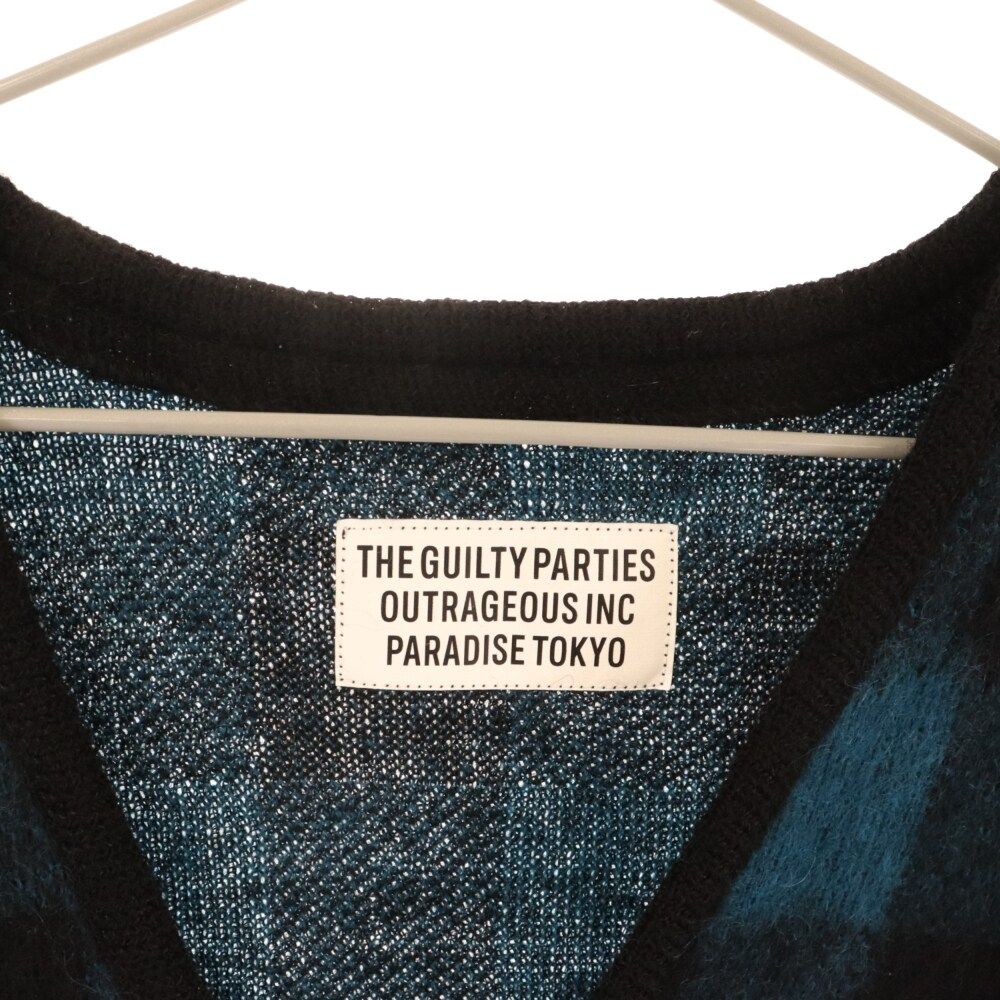 THE GUILTY PARTIES
OUTRAGEOUS INC
PARADISE TOKYO